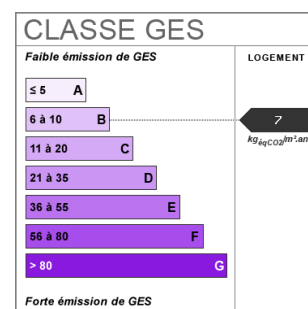 CLASSE GES
Faible émission de GES
LOGEMENT
≤ 5 A
6 à 10 B
7
kgéqCO2/m².an
11 à 20 C
21 à 35 D
36 à 55 E
56 à 80 F
> 80 G
Forte émission de GES